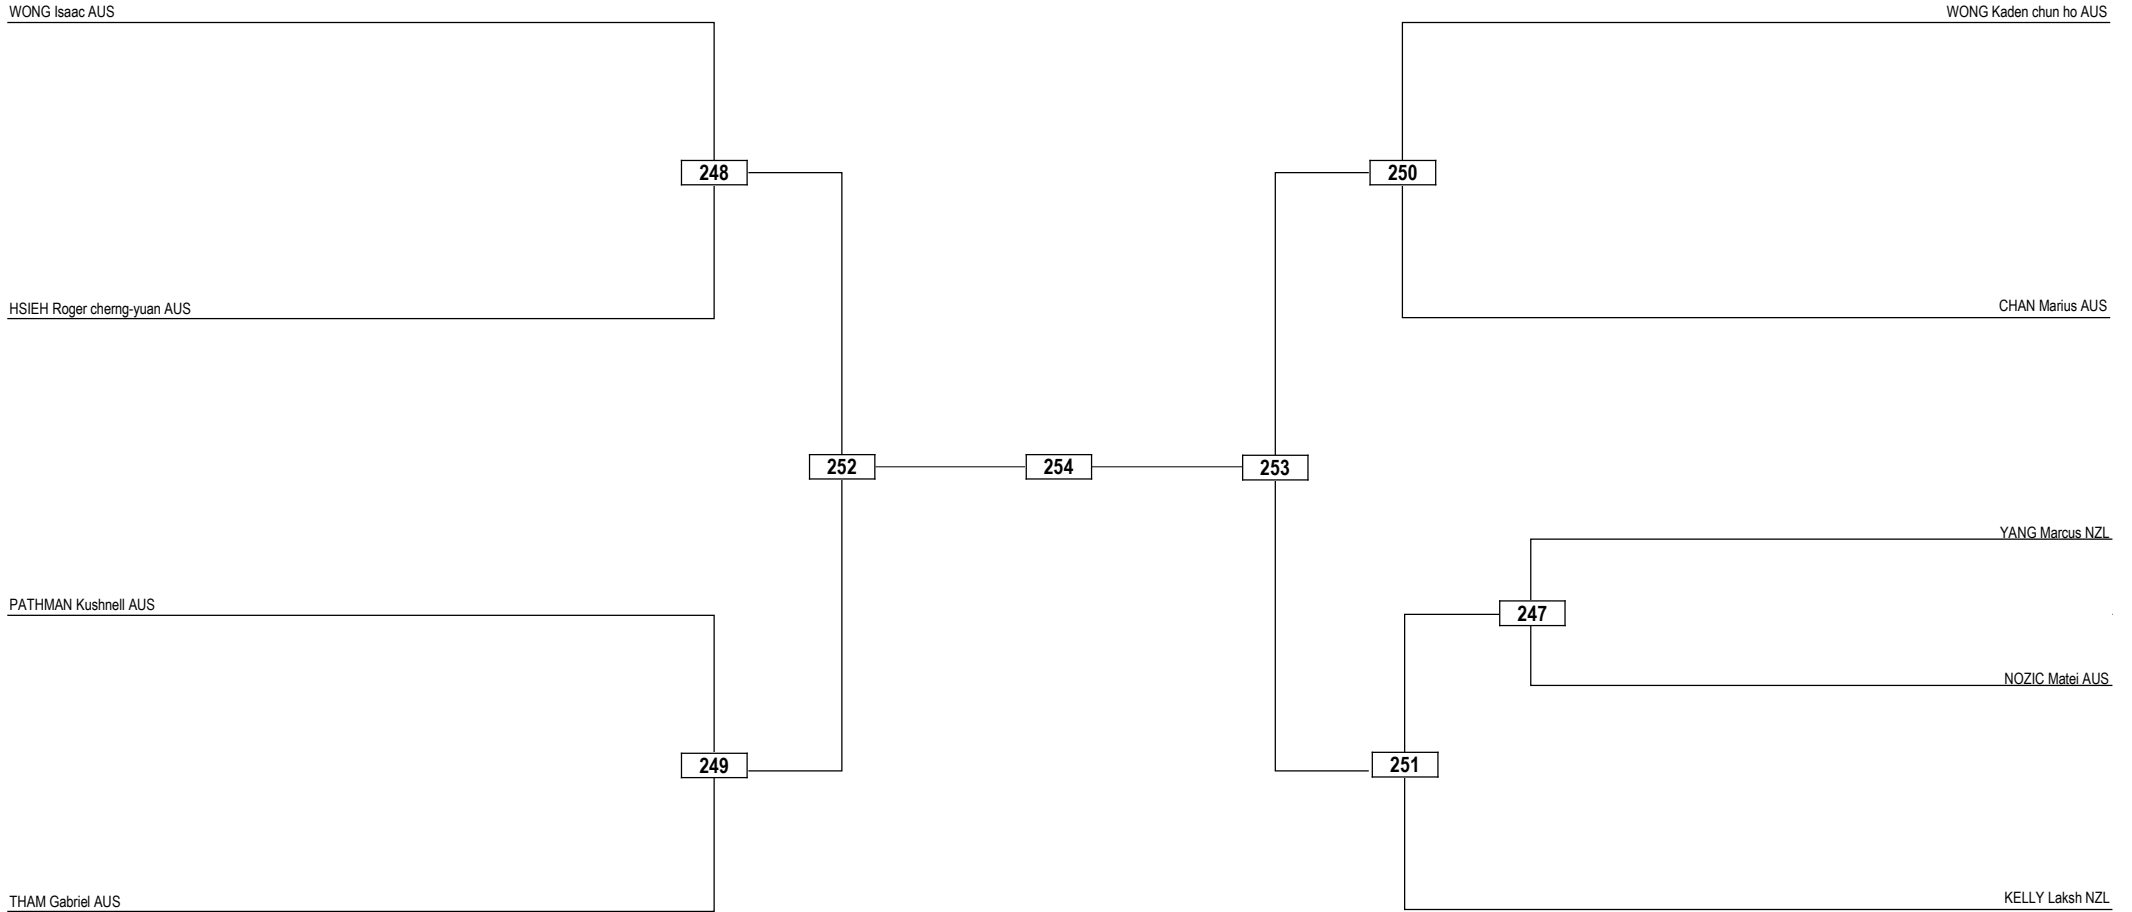 WONG Isaac AUS
WONG Kaden chun ho AUS
248
250
HSIEH Roger cherng-yuan AUS
CHAN Marius AUS
252
254
253
YANG Marcus NZL
PATHMAN Kushnell AUS
247
NOZIC Matei AUS
249
251
THAM Gabriel AUS
KELLY Laksh NZL